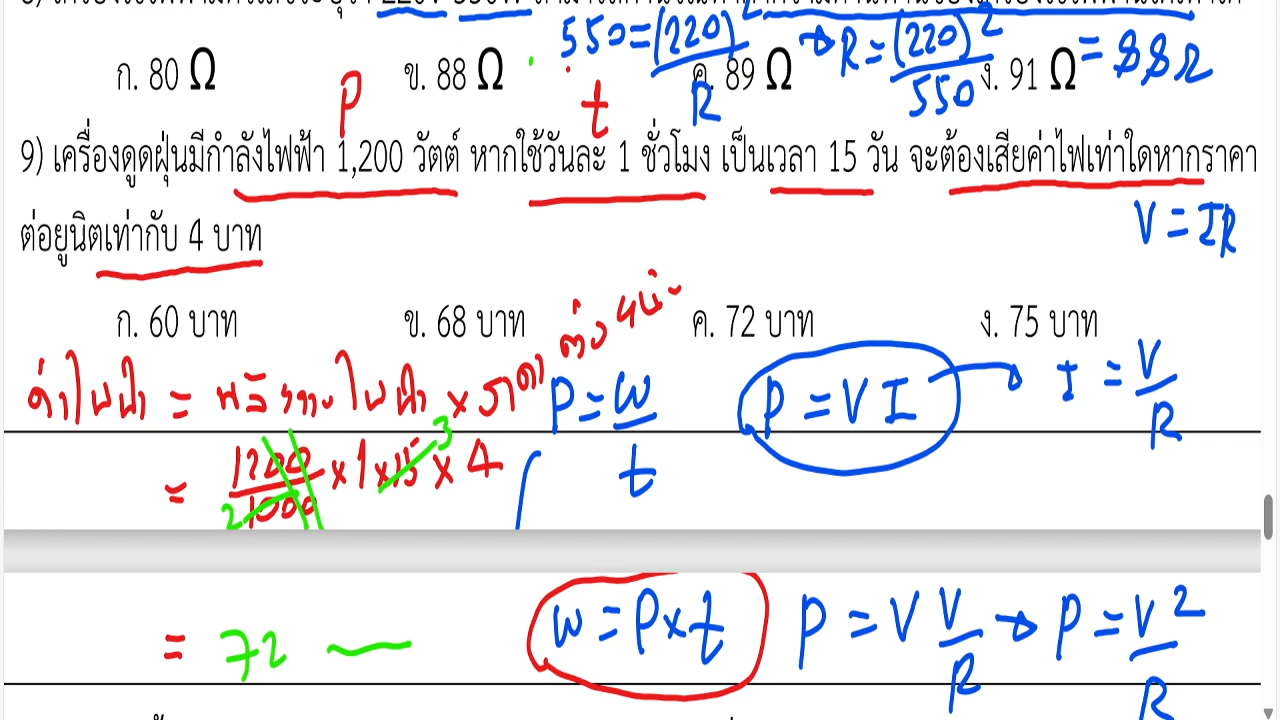 220V 550W
550=(220)²/R → R=(220)²/550 =88Ω
ก. 80 Ω ข. 88 Ω ค. 89 Ω ง. 91 Ω
P t
9) เครื่องดูดฝุ่นมีกำลังไฟฟ้า 1,200 วัตต์ หากใช้วันละ 1 ชั่วโมง เป็นเวลา 15 วัน จะต้องเสียค่าไฟเท่าใดหากราคา
ต่อยูนิตเท่ากับ 4 บาท
V = IR
ก. 60 บาท ข. 68 บาท ค. 72 บาท ง. 75 บาท
ค่าไฟฟ้า = พลังงานไฟฟ้า × ราคาต่อ
P = W/t P = VI → I = V/R
= 1200/1000 ×1×15 × 4
2 3
= 72
W = P×t P = V V/R → P = V²/R